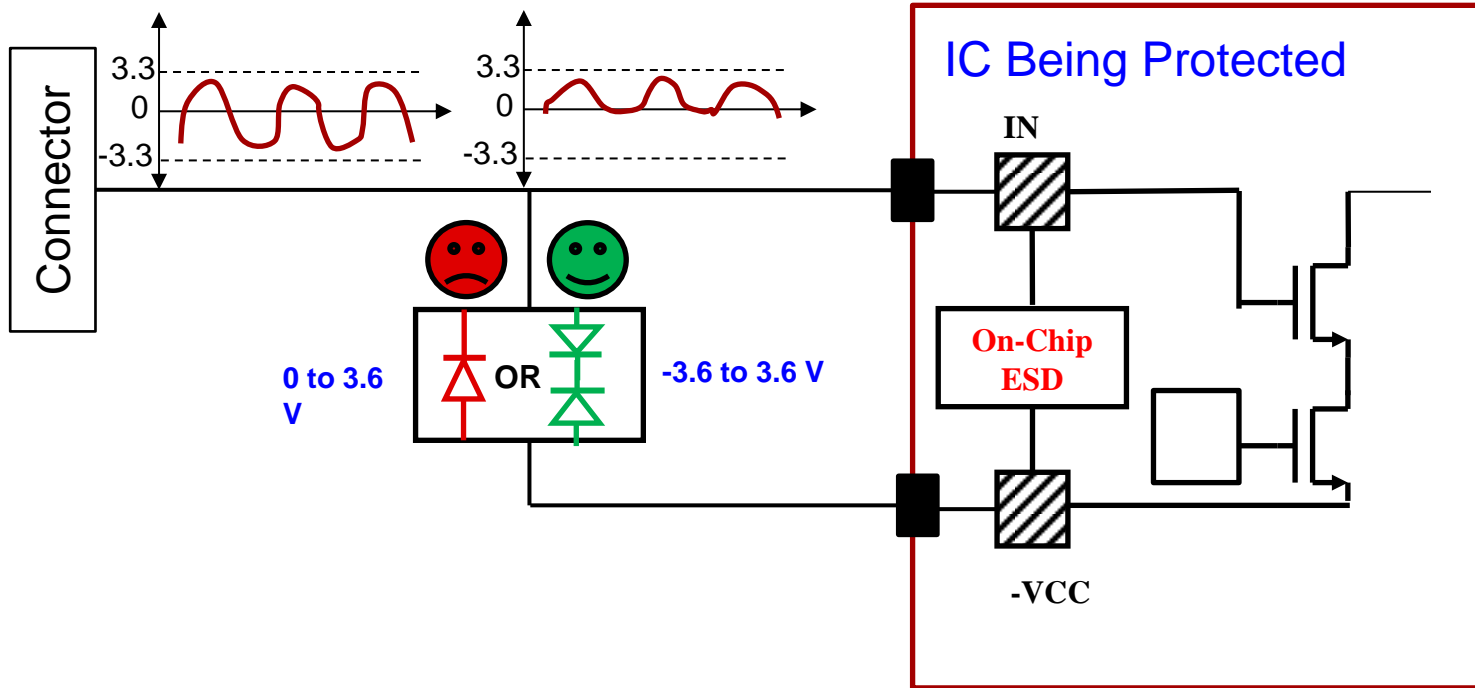 Connector
3.3
0
-3.3
3.3
0
-3.3
IC Being Protected
IN
0 to 3.6
V
OR
-3.6 to 3.6 V
On-Chip
ESD
-VCC